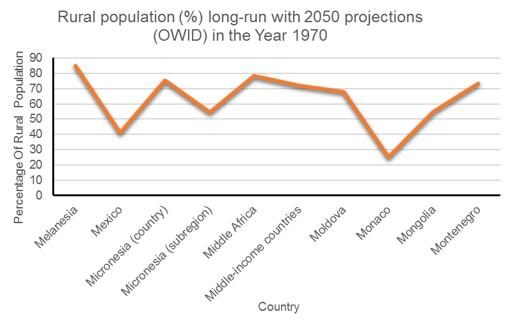 Rural population (%) long-run with 2050 projections
(OWID) in the Year 1970
Percentage Of Rural Population
90
80
70
60
50
40
30
20
10
0
Melanesia
Mexico
Micronesia (country)
Micronesia (subregion)
Middle Africa
Middle-income countries
Moldova
Monaco
Mongolia
Montenegro
Country